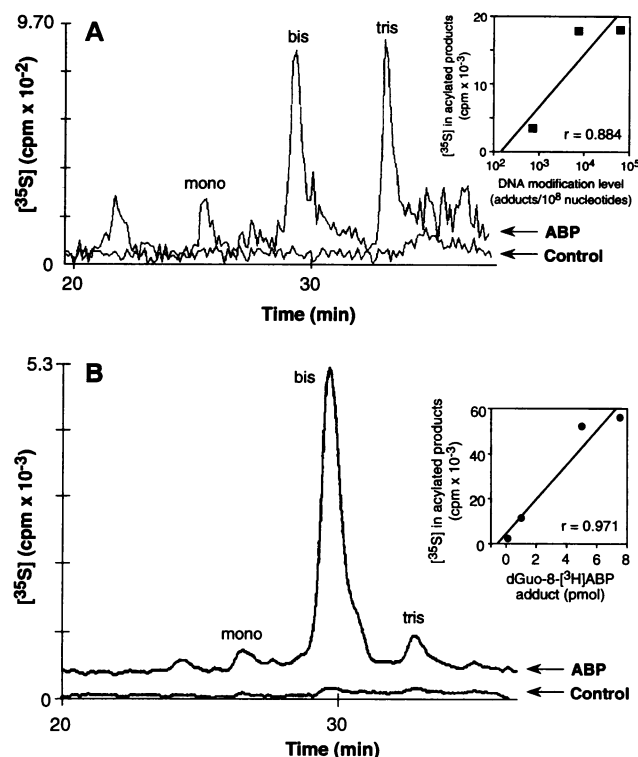 A
9.70
0
20
30
[³⁵S] (cpm x 10⁻²)
Time (min)
mono
bis
tris
ABP
Control
20
10
0
[³⁵S] in acylated products
(cpm x 10⁻³)
r = 0.884
10² 10³ 10⁴ 10⁵
DNA modification level
(adducts/10⁸ nucleotides)
B
5.3
0
20
30
[³⁵S] (cpm x 10⁻³)
Time (min)
mono
bis
tris
ABP
Control
60
40
20
0
[³⁵S] in acylated products
(cpm x 10⁻³)
r = 0.971
0 2 4 6 8
dGuo-8-[³H]ABP
adduct (pmol)